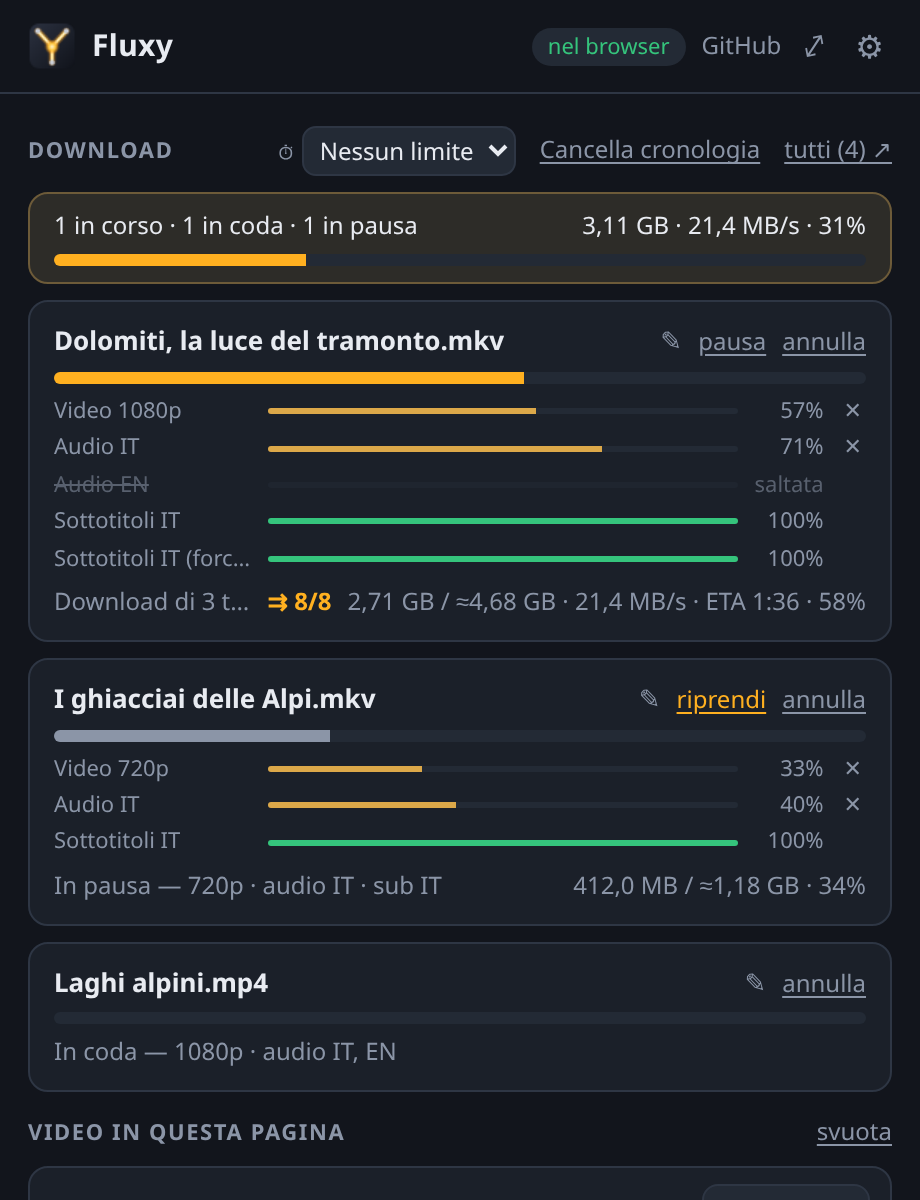 Fluxy nel browser GitHub ⤢ ⚙
DOWNLOAD ⏱ Nessun limite Cancella cronologia tutti (4) ↗
1 in corso · 1 in coda · 1 in pausa 3,11 GB · 21,4 MB/s · 31%
Dolomiti, la luce del tramonto.mkv ✎ pausa annulla
Video 1080p 57% ✕
Audio IT 71% ✕
Audio EN saltata
Sottotitoli IT 100%
Sottotitoli IT (forc… 100%
Download di 3 t… ⇉ 8/8 2,71 GB / ≈4,68 GB · 21,4 MB/s · ETA 1:36 · 58%
I ghiacciai delle Alpi.mkv ✎ riprendi annulla
Video 720p 33% ✕
Audio IT 40% ✕
Sottotitoli IT 100%
In pausa — 720p · audio IT · sub IT 412,0 MB / ≈1,18 GB · 34%
Laghi alpini.mp4 ✎ annulla
In coda — 1080p · audio IT, EN
VIDEO IN QUESTA PAGINA svuota